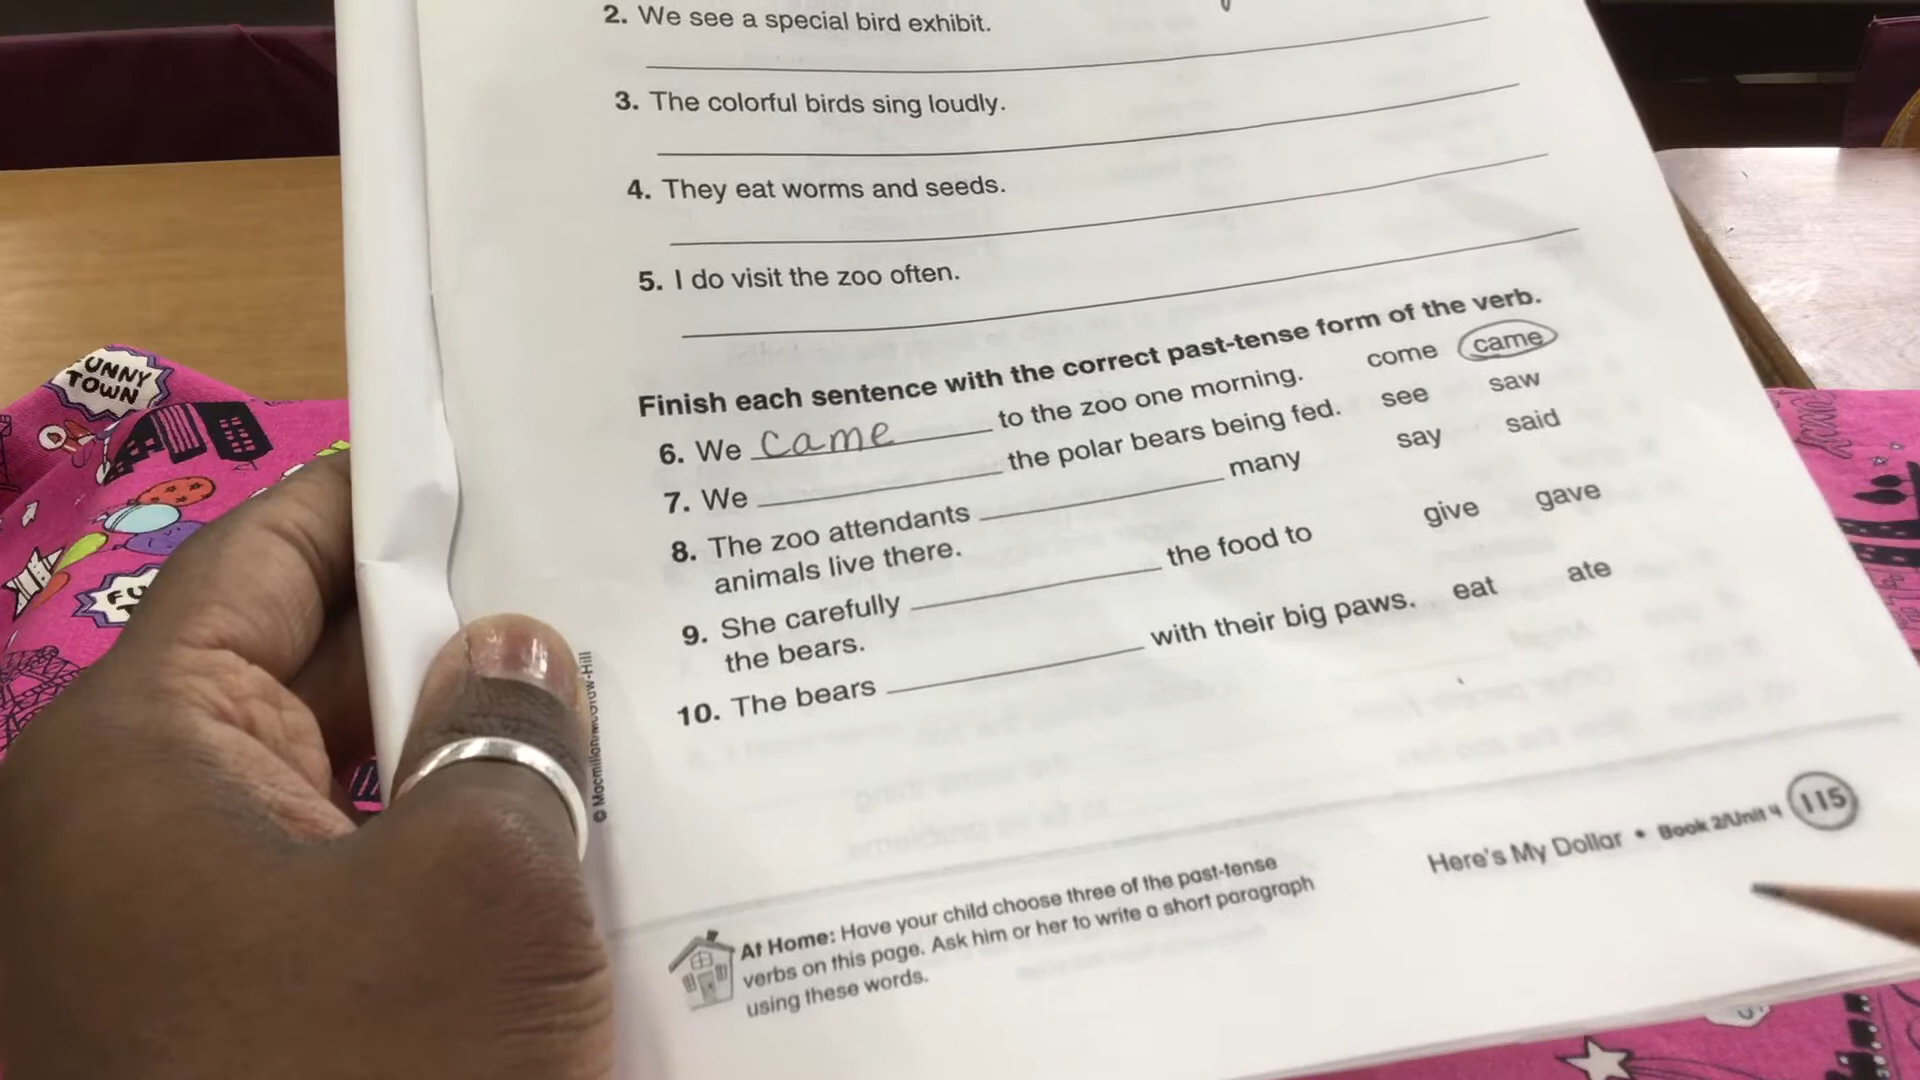 2. We see a special bird exhibit.
3. The colorful birds sing loudly.
4. They eat worms and seeds.
5. I do visit the zoo often.
Finish each sentence with the correct past-tense form of the verb.
6. We came to the zoo one morning. come came
7. We the polar bears being fed. see saw
8. The zoo attendants many say said
animals live there.
9. She carefully the food to give gave
the bears.
10. The bears with their big paws. eat ate
© Macmillan/McGraw-Hill
Here's My Dollar • Book 2/Unit 4 115
At Home: Have your child choose three of the past-tense
verbs on this page. Ask him or her to write a short paragraph
using these words.
UNNY
TOWN
FU